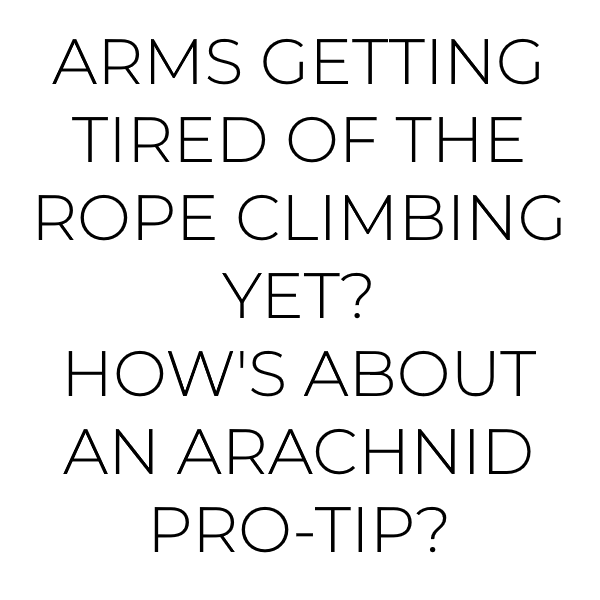 ARMS GETTING
TIRED OF THE
ROPE CLIMBING
YET?
HOW'S ABOUT
AN ARACHNID
PRO-TIP?